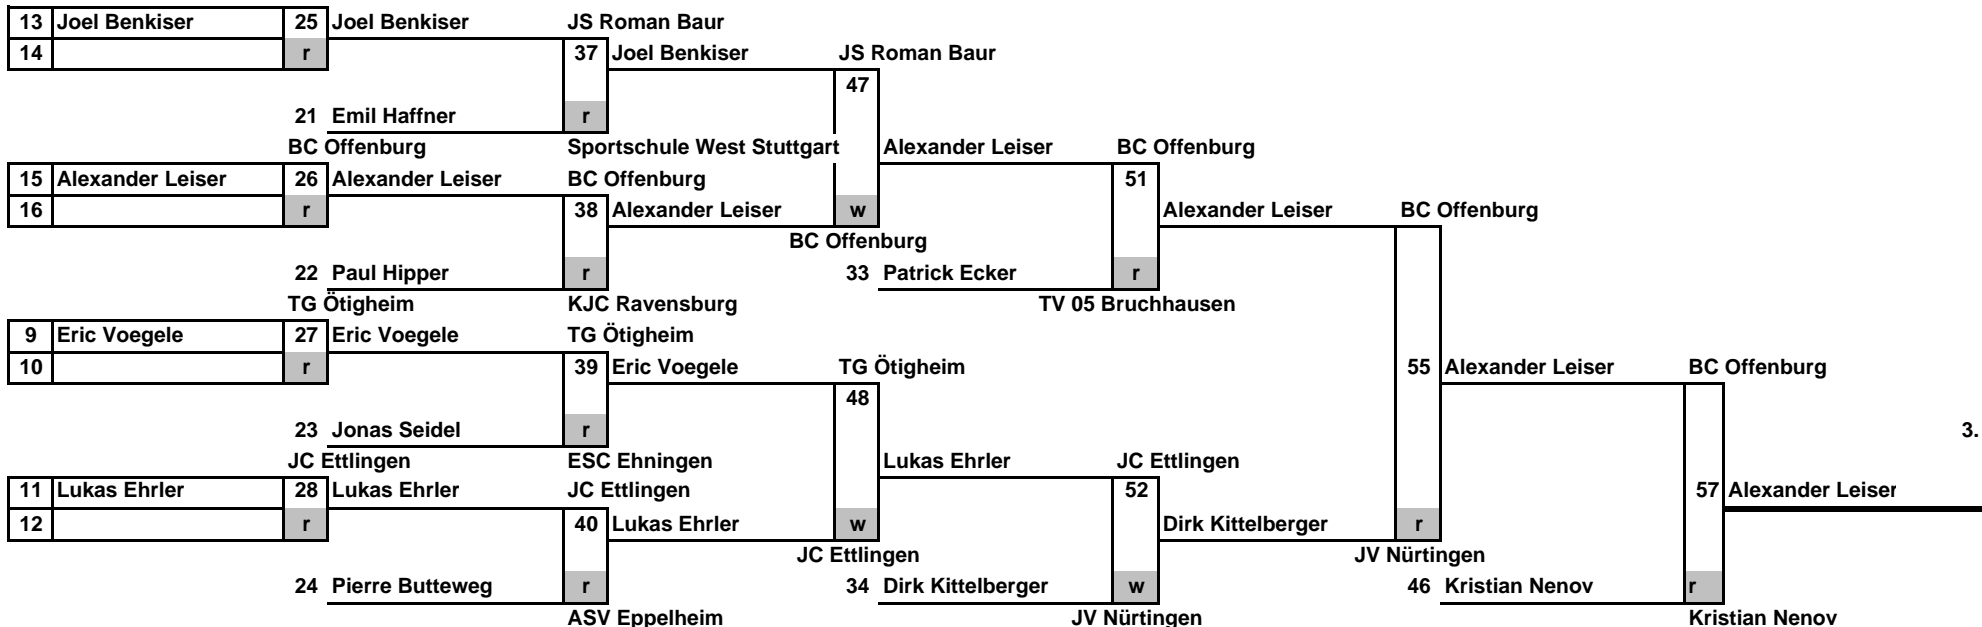 13 Joel Benkiser 25 Joel Benkiser JS Roman Baur
14 r 37 Joel Benkiser JS Roman Baur
47
21 Emil Haffner r
BC Offenburg Sportschule West Stuttgart Alexander Leiser BC Offenburg
15 Alexander Leiser 26 Alexander Leiser BC Offenburg 51
16 r 38 Alexander Leiser w Alexander Leiser BC Offenburg
BC Offenburg
22 Paul Hipper r 33 Patrick Ecker r
TG Ötigheim KJC Ravensburg TV 05 Bruchhausen
9 Eric Voegele 27 Eric Voegele TG Ötigheim
10 r 39 Eric Voegele TG Ötigheim 55 Alexander Leiser BC Offenburg
48
23 Jonas Seidel r 3.
JC Ettlingen ESC Ehningen Lukas Ehrler JC Ettlingen
11 Lukas Ehrler 28 Lukas Ehrler JC Ettlingen 52 57 Alexander Leiser
12 r 40 Lukas Ehrler w Dirk Kittelberger r
JC Ettlingen JV Nürtingen
24 Pierre Butteweg r 34 Dirk Kittelberger w 46 Kristian Nenov r
ASV Eppelheim JV Nürtingen Kristian Nenov